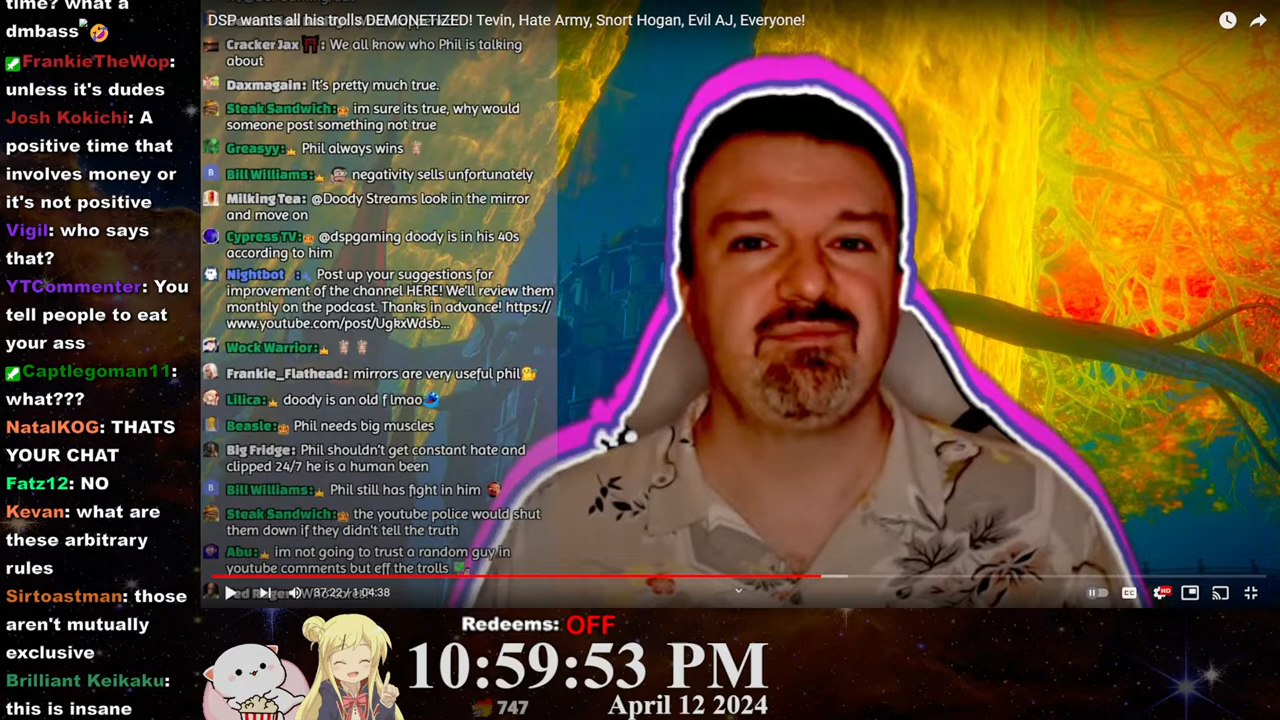 time? what a
dmbass
FrankieTheWop:
unless it's dudes
Josh Kokichi: A
positive time that
involves money or
it's not positive
Vigil: who says
that?
YTCommenter: You
tell people to eat
your ass
Captlegoman11:
what???
NatalKOG: THATS
YOUR CHAT
Fatz12: NO
Kevan: what are
these arbitrary
rules
Sirtoastman: those
aren't mutually
exclusive
Brilliant Keikaku:
this is insane
DSP wants all his trolls DEMONETIZED! Tevin, Hate Army, Snort Hogan, Evil AJ, Everyone!
CrackerJax : We all know who Phil is talking
about
Daxmagain: It's pretty much true.
Steak Sandwich: im sure its true, why would
someone post something not true
Greasyy: Phil always wins
Bill Williams: negativity sells unfortunately
MilkingTea: @Doody Streams look in the mirror
and move on
Cypress TV: @dspgaming doody is in his 40s
according to him
Nightbot : Post up your suggestions for
improvement of the channel HERE! We'll review them
monthly on the podcast. Thanks in advance! https://
www.youtube.com/post/UgkxWdsb...
Wock Warrior:
Frankie_Flathead: mirrors are very useful phil
Lilica: doody is an old f lmao
Beasle: Phil needs big muscles
Big Fridge: Phil shouldn't get constant hate and
clipped 24/7 he is a human been
Bill Williams: Phil still has fight in him
Steak Sandwich: the youtube police would shut
them down if they didn't tell the truth
Abu: im not going to trust a random guy in
youtube comments but eff the trolls
37:22 / 1:04:38
CC
HD
Redeems: OFF
10:59:53 PM
747
April 12 2024